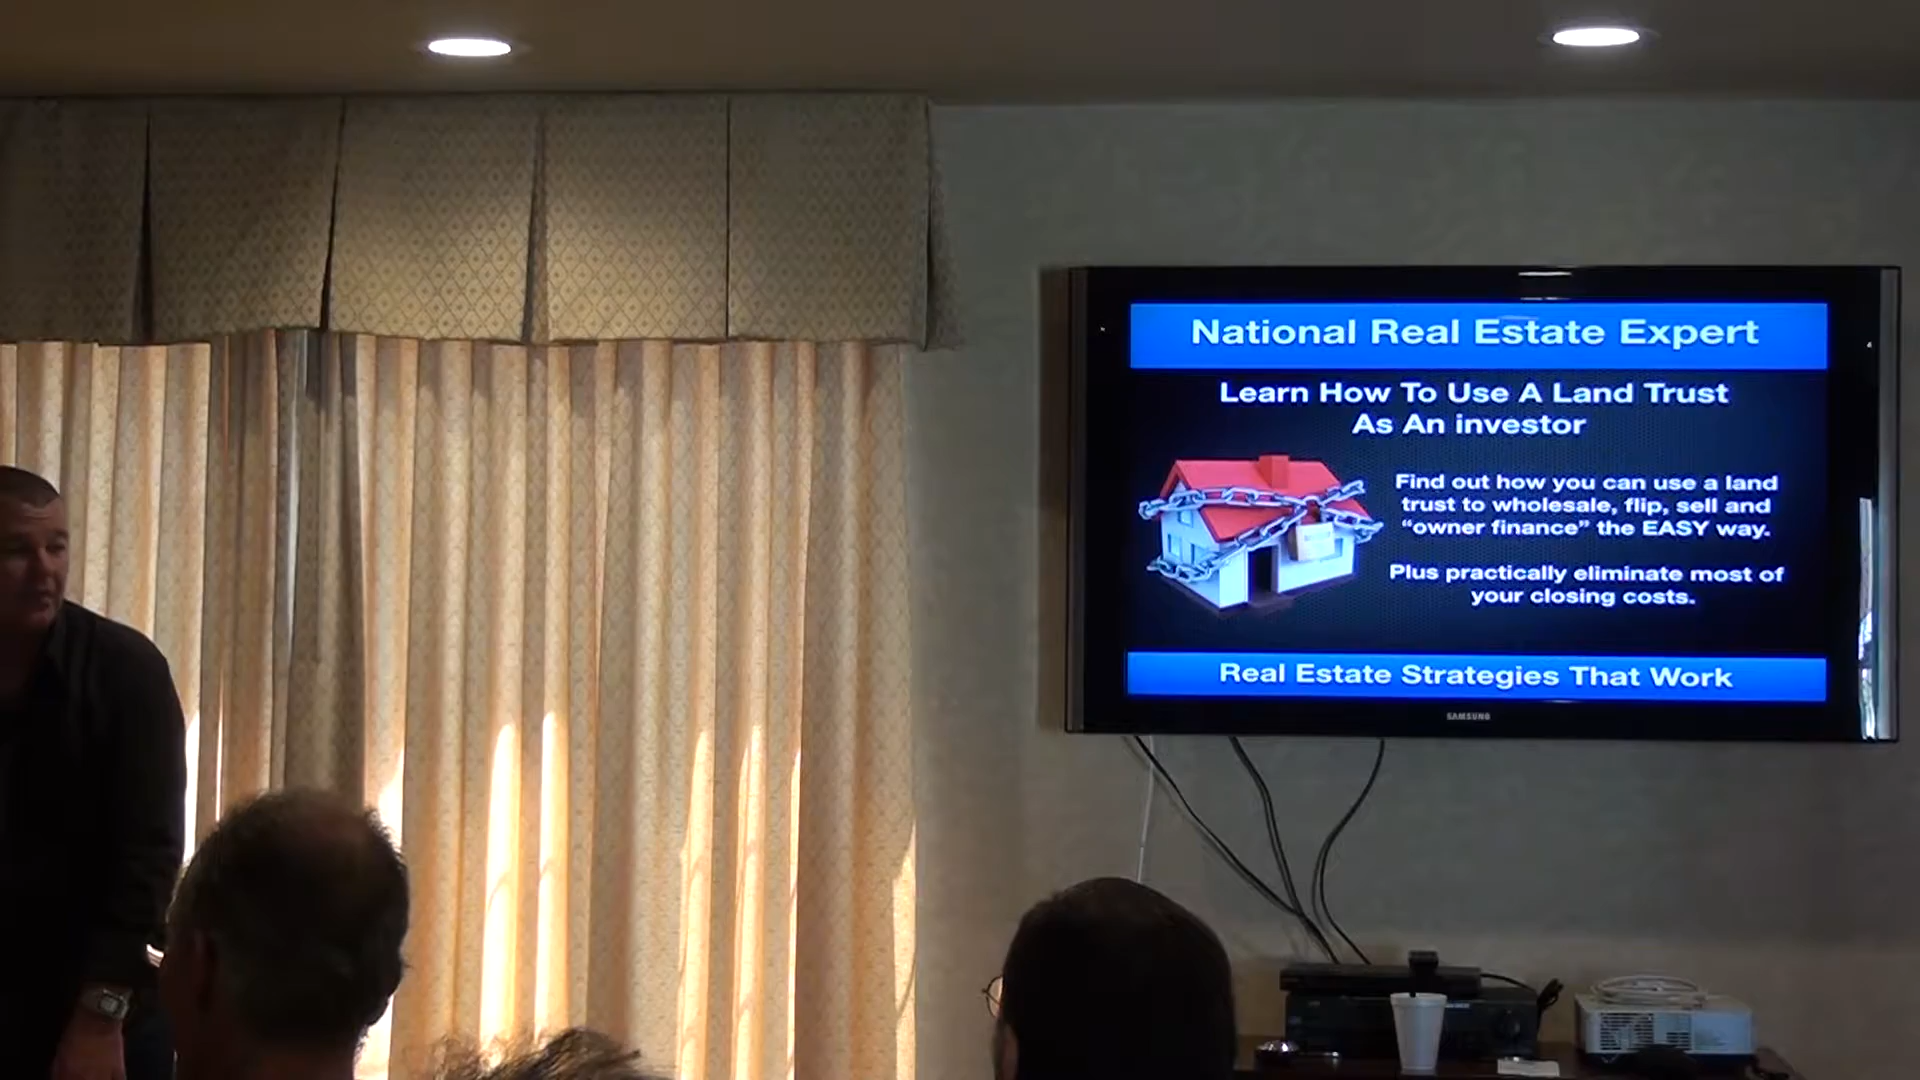 National Real Estate Expert
Learn How To Use A Land Trust
As An investor
Find out how you can use a land
trust to wholesale, flip, sell and
“owner finance” the EASY way.
Plus practically eliminate most of
your closing costs.
Real Estate Strategies That Work
SAMSUNG